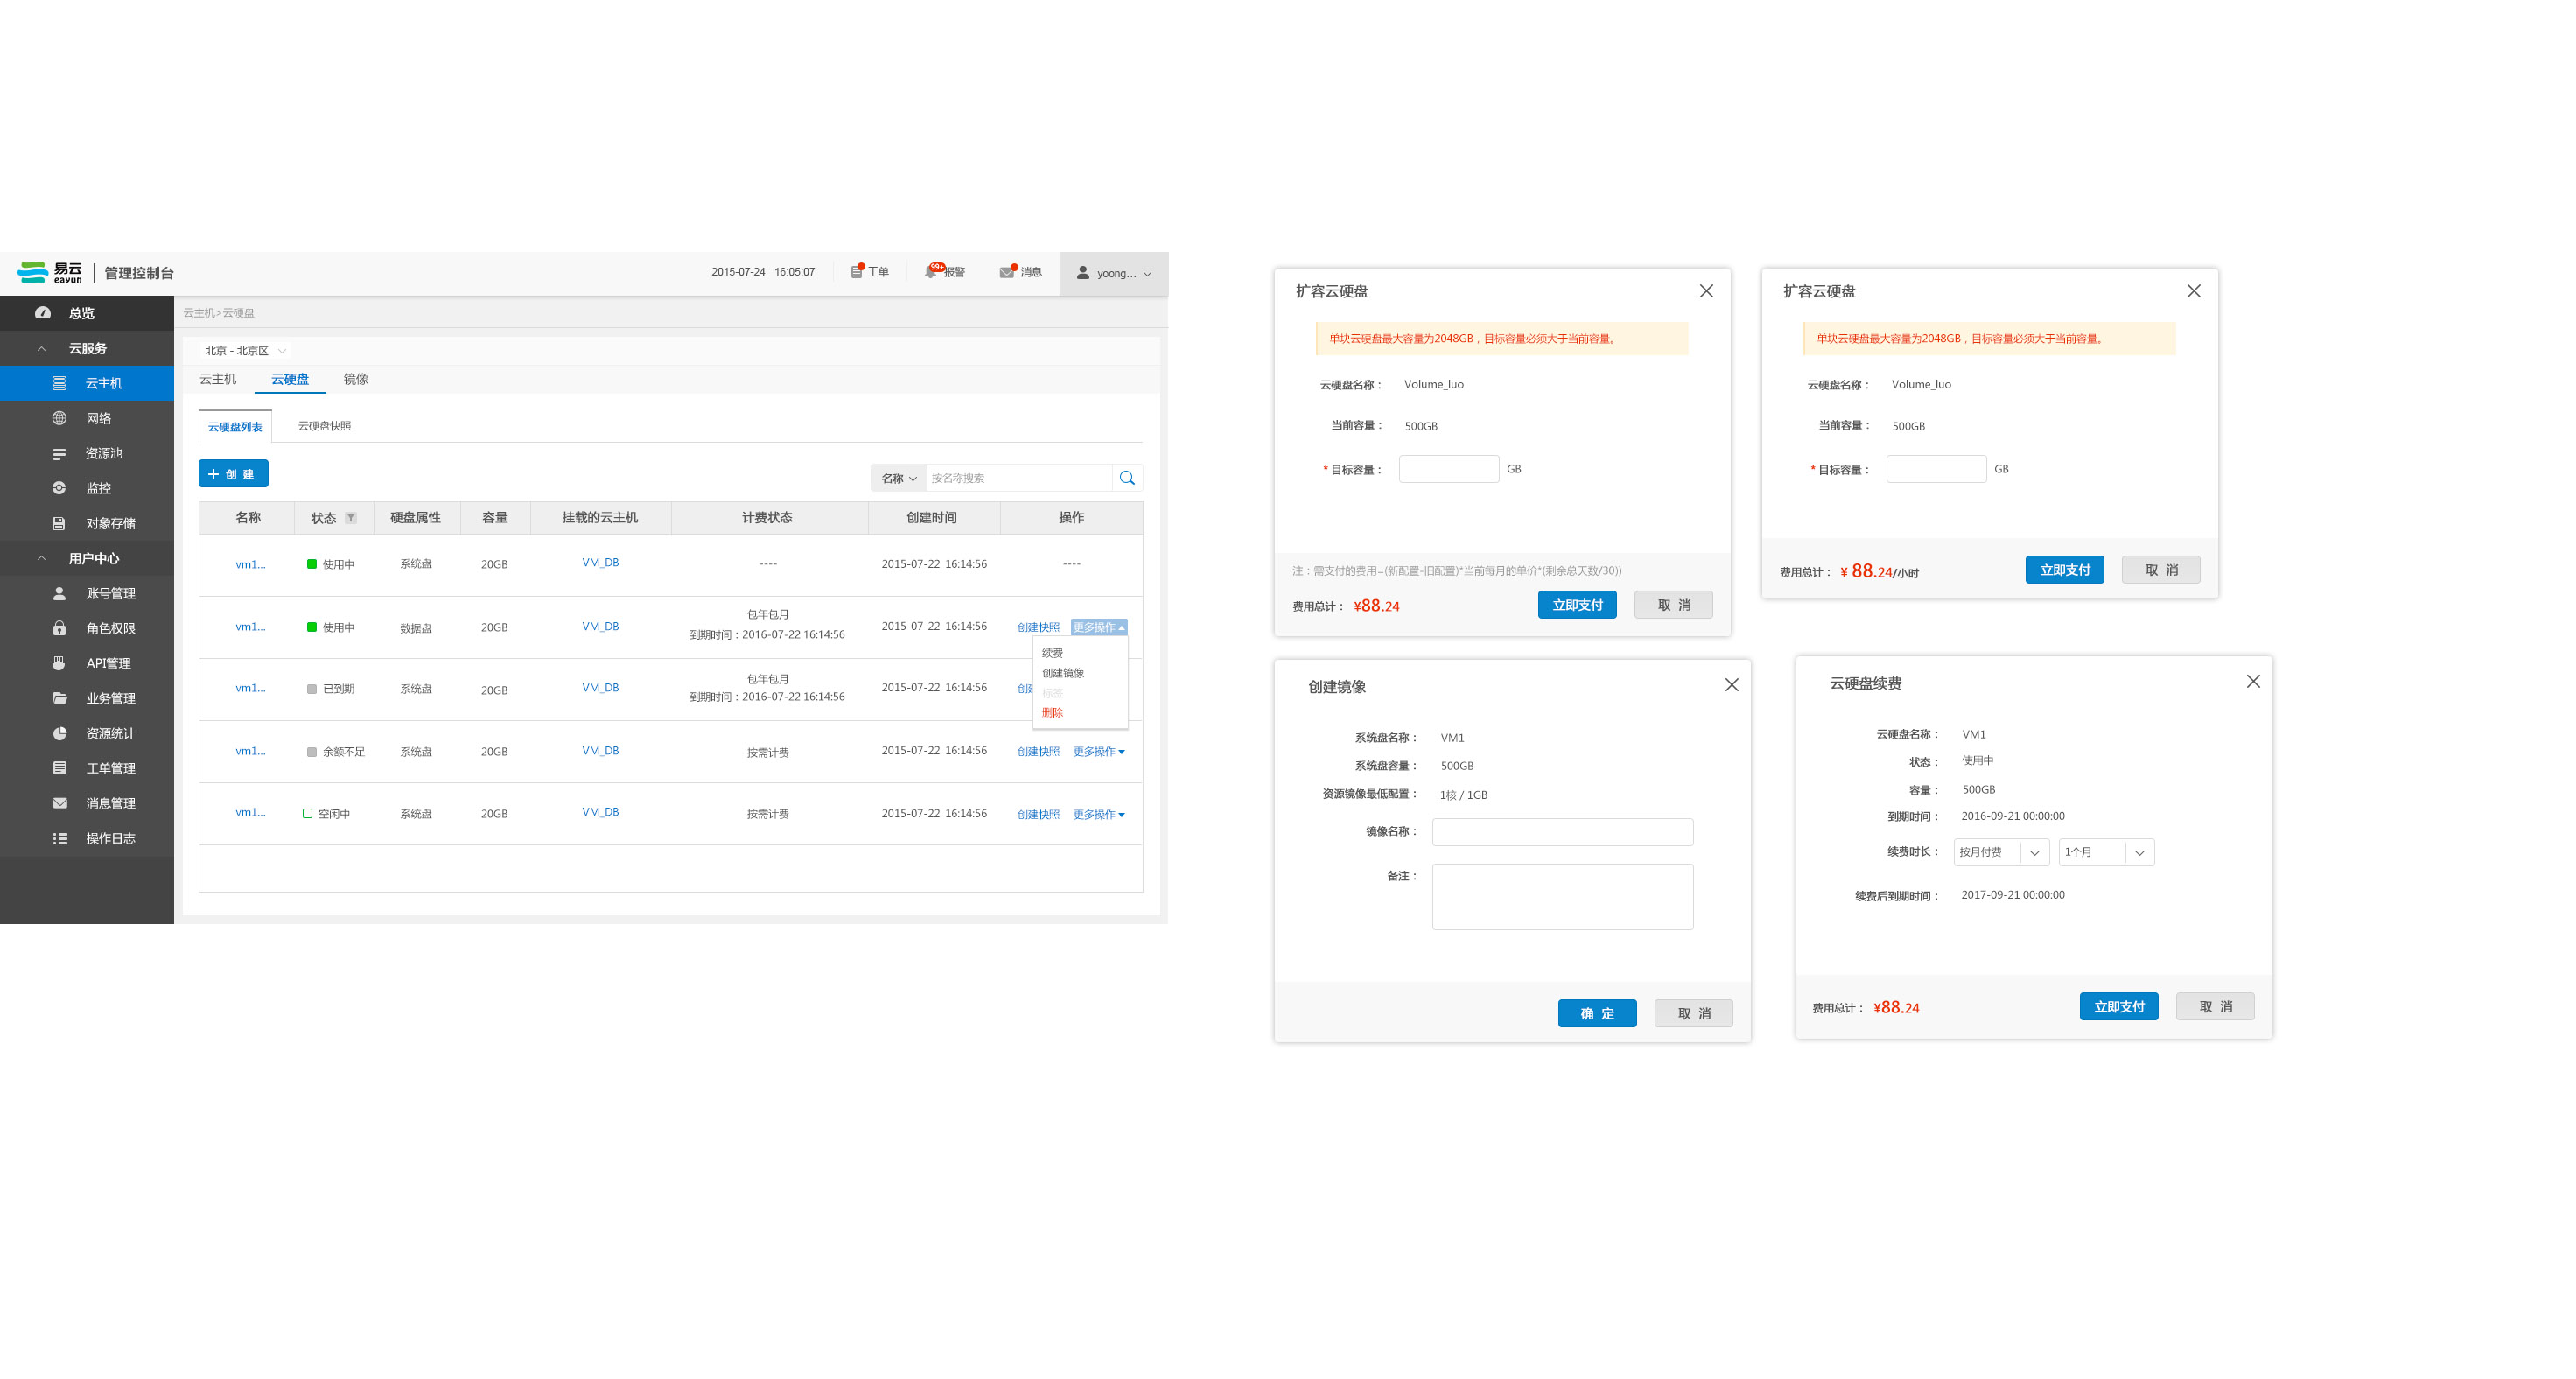 易云
eayun
管理控制台
2015-07-24 16:05:07
工单
99+
报警
消息
yoong...
总览
云服务
云主机
网络
资源池
监控
对象存储
用户中心
账号管理
角色权限
API管理
业务管理
资源统计
工单管理
消息管理
操作日志
云主机>云硬盘
北京 - 北京区
云主机 云硬盘 镜像
云硬盘列表 云硬盘快照
创 建
名称 按名称搜索
名称 状态 硬盘属性 容量 挂载的云主机 计费状态 创建时间 操作
vm1... 使用中 系统盘 20GB VM_DB ---- 2015-07-22 16:14:56 ----
vm1... 使用中 数据盘 20GB VM_DB 包年包月 到期时间：2016-07-22 16:14:56 2015-07-22 16:14:56 创建快照 更多操作
续费
创建镜像
标签
删除
vm1... 已到期 系统盘 20GB VM_DB 包年包月 到期时间：2016-07-22 16:14:56 2015-07-22 16:14:56 创
vm1... 余额不足 系统盘 20GB VM_DB 按需计费 2015-07-22 16:14:56 创建快照 更多操作
vm1... 空闲中 系统盘 20GB VM_DB 按需计费 2015-07-22 16:14:56 创建快照 更多操作
扩容云硬盘
单块云硬盘最大容量为2048GB，目标容量必须大于当前容量。
云硬盘名称： Volume_luo
当前容量： 500GB
* 目标容量： GB
注：需支付的费用=(新配置-旧配置)*当前每月的单价*(剩余总天数/30))
费用总计： ¥88.24 立即支付 取 消
扩容云硬盘
单块云硬盘最大容量为2048GB，目标容量必须大于当前容量。
云硬盘名称： Volume_luo
当前容量： 500GB
* 目标容量： GB
费用总计： ¥ 88.24/小时 立即支付 取 消
创建镜像
系统盘名称： VM1
系统盘容量： 500GB
资源镜像最低配置： 1核 / 1GB
镜像名称：
备注：
确 定 取 消
云硬盘续费
云硬盘名称： VM1
状态： 使用中
容量： 500GB
到期时间： 2016-09-21 00:00:00
续费时长： 按月付费 1个月
续费后到期时间： 2017-09-21 00:00:00
费用总计： ¥88.24 立即支付 取 消